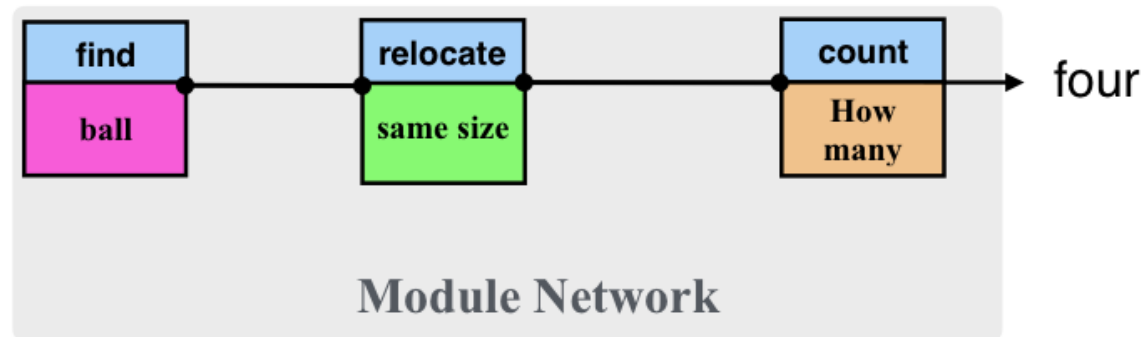 find
ball
relocate
same size
count
How
many
four
Module Network